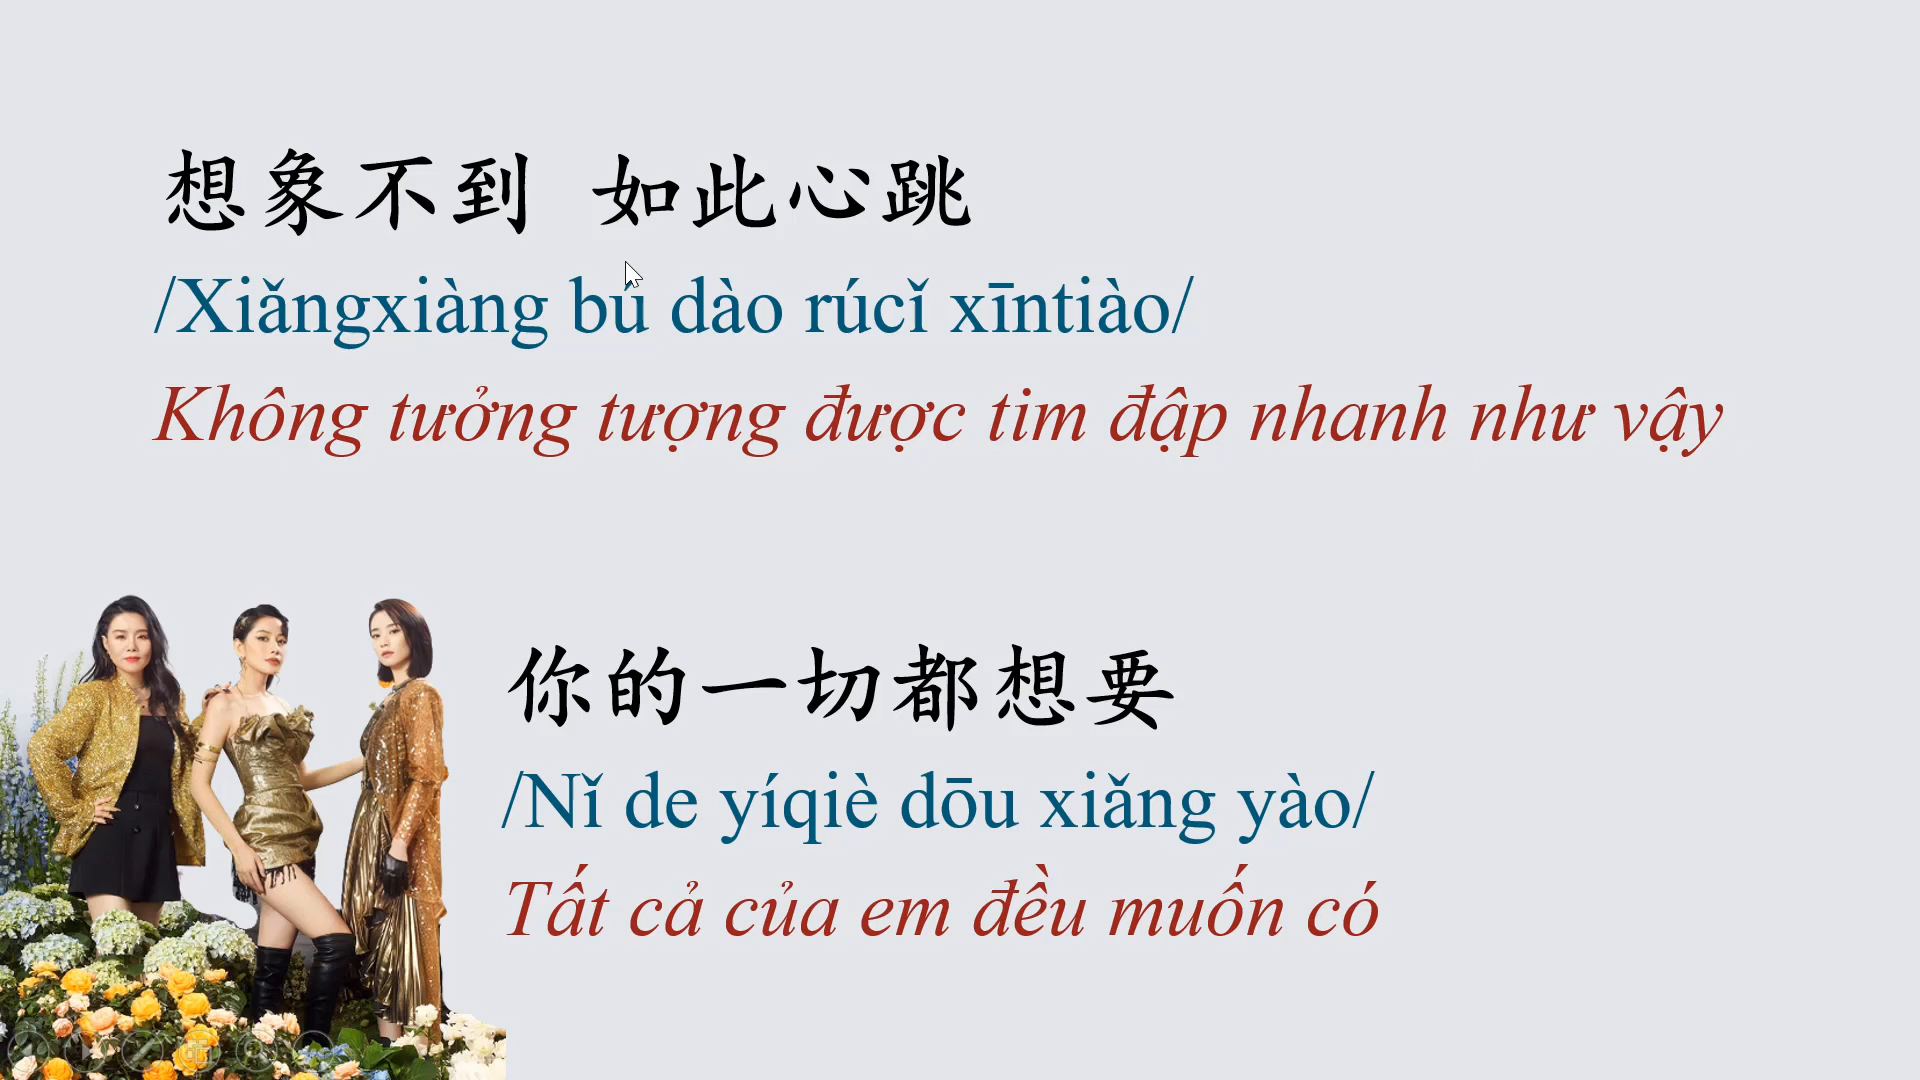 想象不到 如此心跳
/Xiǎngxiàng bú dào rúcǐ xīntiào/
Không tưởng tượng được tim đập nhanh như vậy
你的一切都想要
/Nǐ de yíqiè dōu xiǎng yào/
Tất cả của em đều muốn có